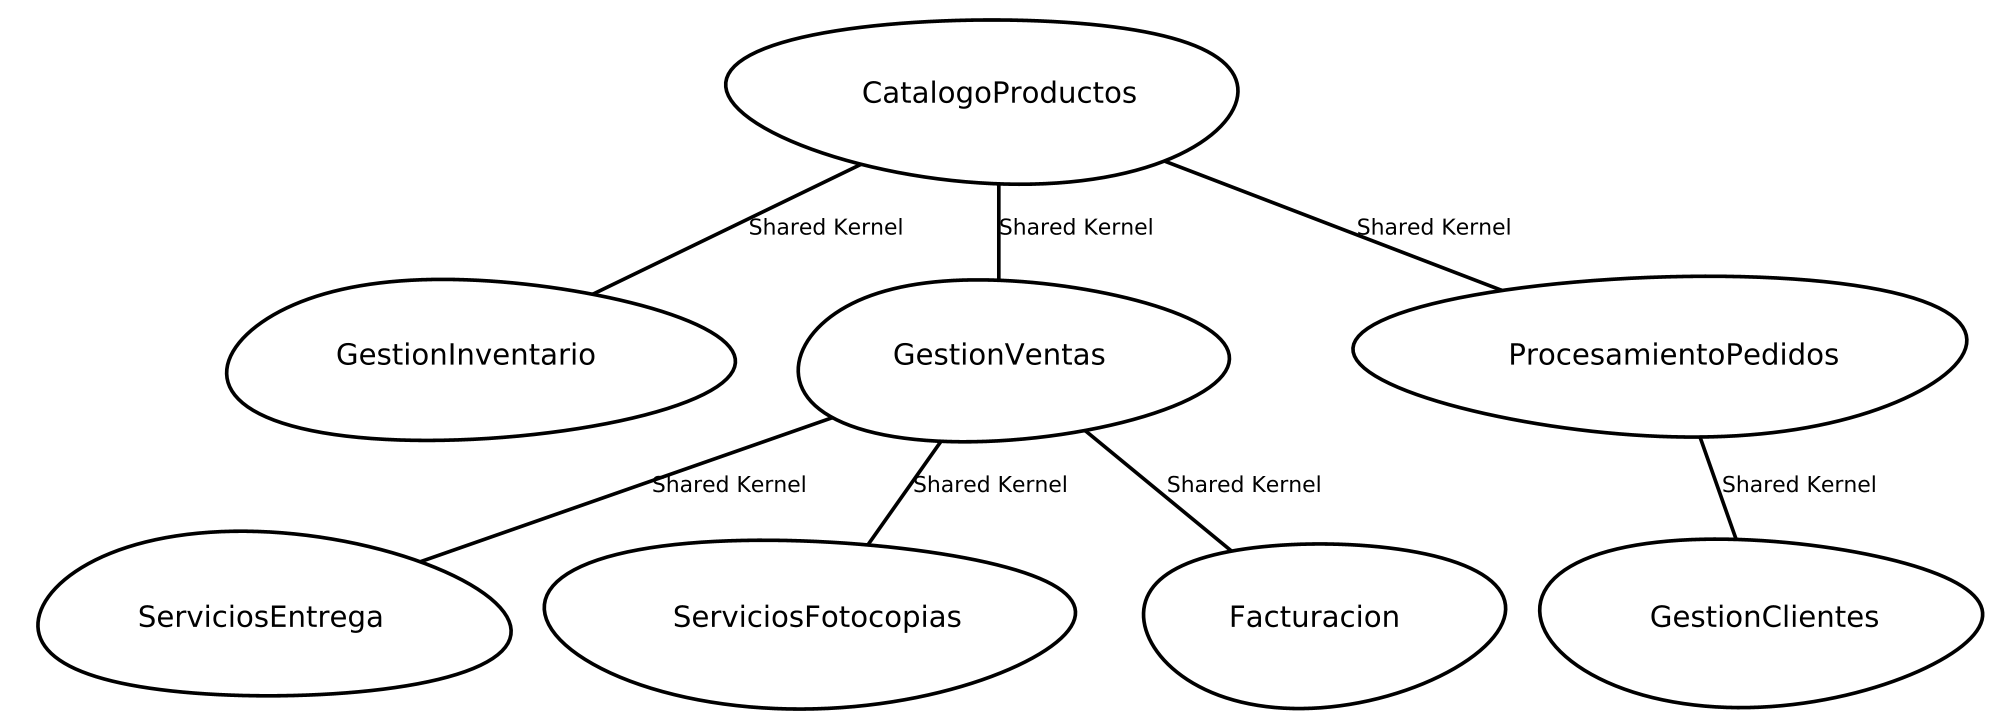 CatalogoProductos
Shared Kernel
Shared Kernel
Shared Kernel
GestionInventario
GestionVentas
ProcesamientoPedidos
Shared Kernel
Shared Kernel
Shared Kernel
Shared Kernel
ServiciosEntrega
ServiciosFotocopias
Facturacion
GestionClientes